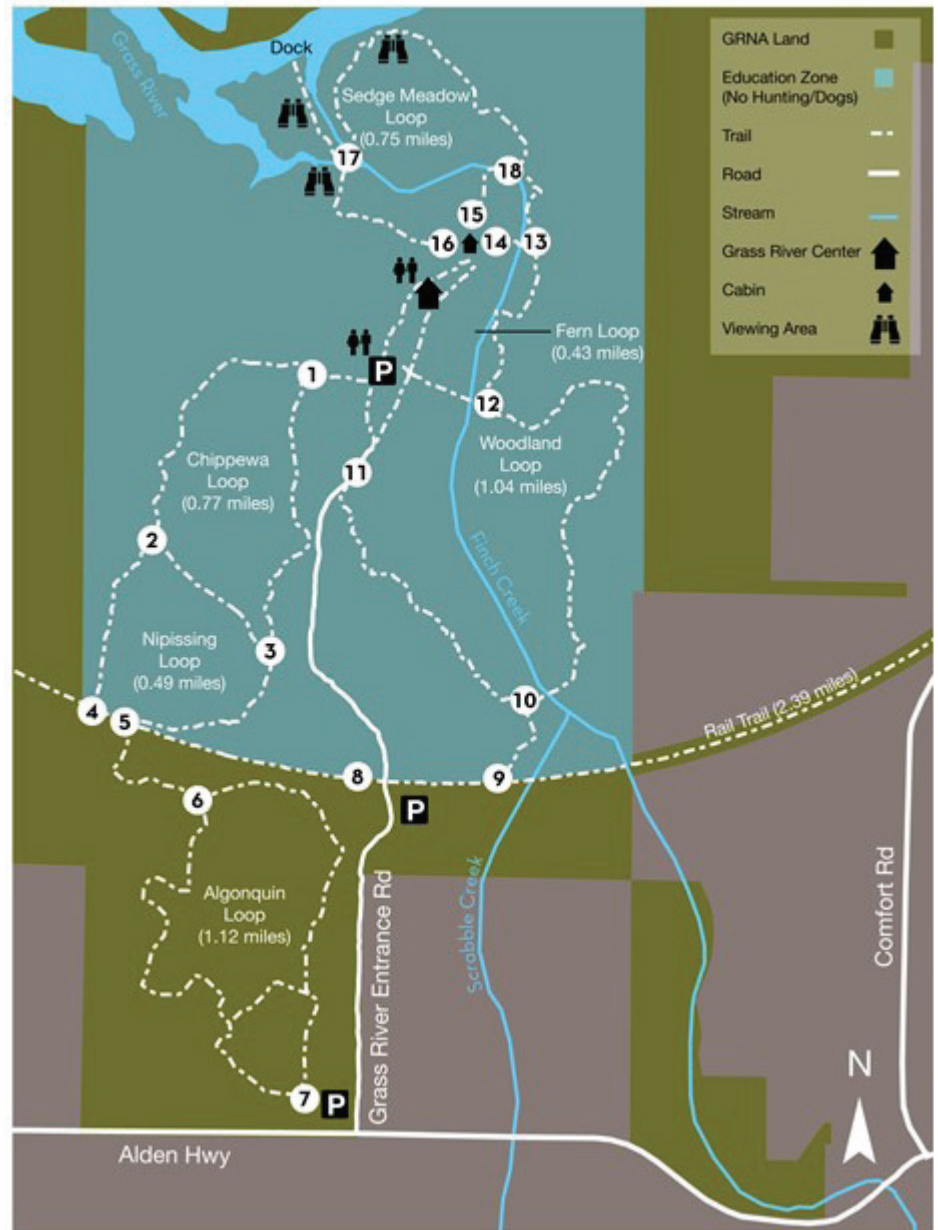 Grass River
Dock
Sedge Meadow
Loop
(0.75 miles)
17
18
15
16
14
13
Fern Loop
(0.43 miles)
P
1
12
Chippewa
Loop
(0.77 miles)
11
Woodland
Loop
(1.04 miles)
2
Finch Creek
3
Nipissing
Loop
(0.49 miles)
4
5
10
Rail Trail (2.39 miles)
8
9
6
P
Algonquin
Loop
(1.12 miles)
Grass River Entrance Rd
Scrabble Creek
Comfort Rd
7
P
N
Alden Hwy
GRNA Land
Education Zone
(No Hunting/Dogs)
Trail
Road
Stream
Grass River Center
Cabin
Viewing Area